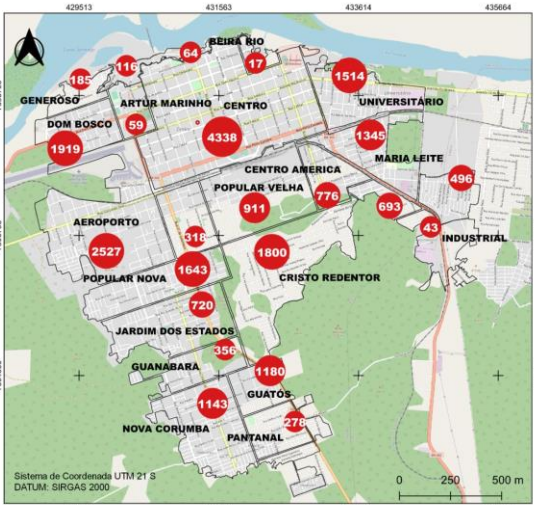 429513 431563 433614 435664
BEIRA RIO
64
17
116
185
1514
GENEROSO
ARTUR MARINHO
CENTRO
UNIVERSITÁRIO
DOM BOSCO
59
4338
1345
1919
MARIA LEITE
CENTRO AMERICA
496
POPULAR VELHA
776
693
911
AEROPORTO
43
318
INDUSTRIAL
2527
1800
1643
POPULAR NOVA
CRISTO REDENTOR
720
JARDIM DOS ESTADOS
356
GUANABARÁ
1180
GUATÓS
1143
278
NOVA CORUMBA
PANTANAL
Sistema de Coordenada UTM 21 S
DATUM: SIRGAS 2000
0 250 500 m